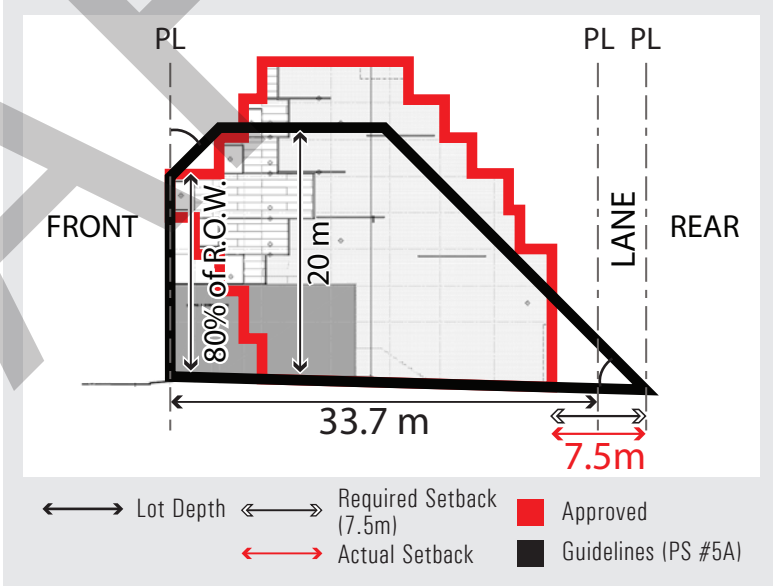 PL
PL PL
FRONT
80% of R.O.W.
20 m
LANE
REAR
33.7 m
7.5m
Lot Depth
Required Setback
(7.5m)
Actual Setback
Approved
Guidelines (PS #5A)